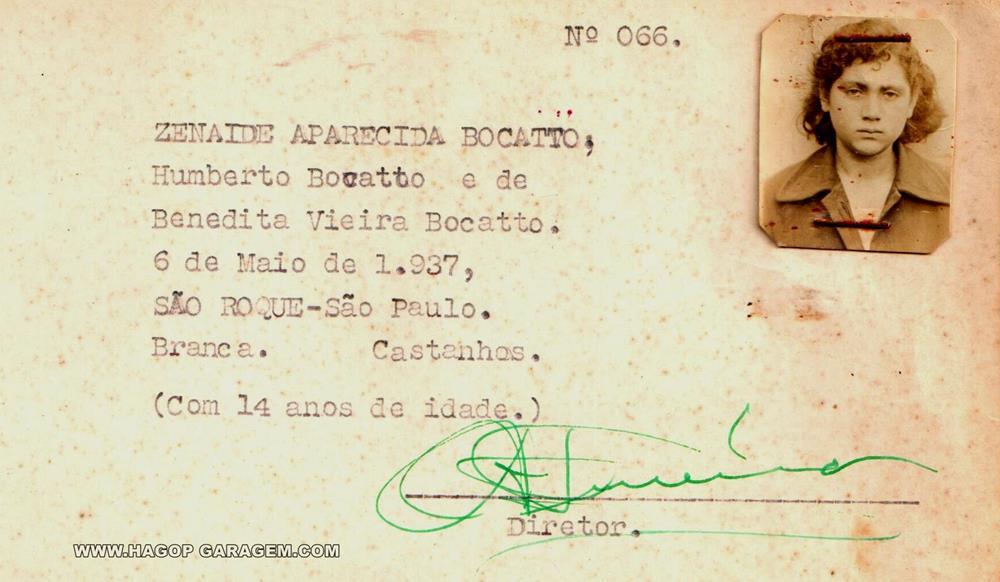 Nº 066.
ZENAIDE APARECIDA BOCATTO,
Humberto Bocatto e de
Benedita Vieira Bocatto.
6 de Maio de 1.937,
SÃO ROQUE-São Paulo.
Branca. Castanhos.
(Com 14 anos de idade.)
Diretor.
WWW.HAGOP GARAGEM.COM